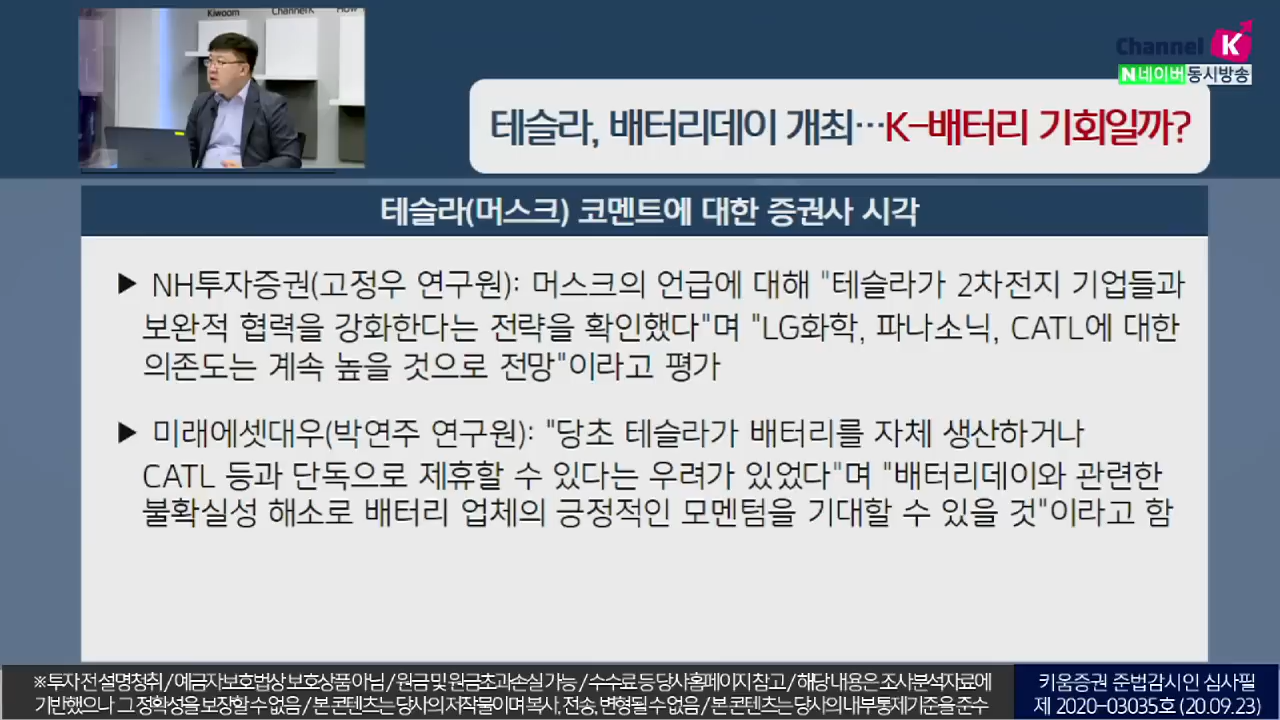 Kiwoom
ChannelK
How
Channel K
N 네이버 동시방송
테슬라, 배터리데이 개최…K-배터리 기회일까?
테슬라(머스크) 코멘트에 대한 증권사 시각
▶ NH투자증권(고정우 연구원): 머스크의 언급에 대해 "테슬라가 2차전지 기업들과
보완적 협력을 강화한다는 전략을 확인했다"며 "LG화학, 파나소닉, CATL에 대한
의존도는 계속 높을 것으로 전망"이라고 평가
▶ 미래에셋대우(박연주 연구원): "당초 테슬라가 배터리를 자체 생산하거나
CATL 등과 단독으로 제휴할 수 있다는 우려가 있었다"며 "배터리데이와 관련한
불확실성 해소로 배터리 업체의 긍정적인 모멘텀을 기대할 수 있을 것"이라고 함
※투자 전 설명청취 / 예금자보호법상 보호상품 아님 / 원금 및 원금초과손실 가능 / 수수료 등 당사홈페이지 참고 / 해당 내용은 조사분석자료에
기반했으나 그 정확성을 보장할 수 없음 / 본 콘텐츠는 당사의 저작물이며 복사, 전송, 변형될 수 없음 / 본 콘텐츠는 당사의 내부통제기준을 준수
키움증권 준법감시인 심사필
제 2020-03035호 (20.09.23)